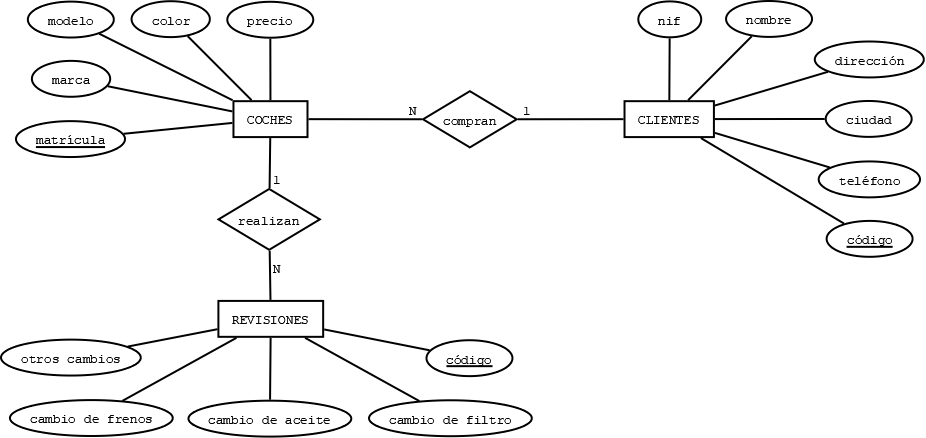 modelo
color
precio
nif
nombre
marca
dirección
matrícula
COCHES
N
compran
1
CLIENTES
ciudad
1
teléfono
realizan
código
N
REVISIONES
otros cambios
código
cambio de frenos
cambio de aceite
cambio de filtro